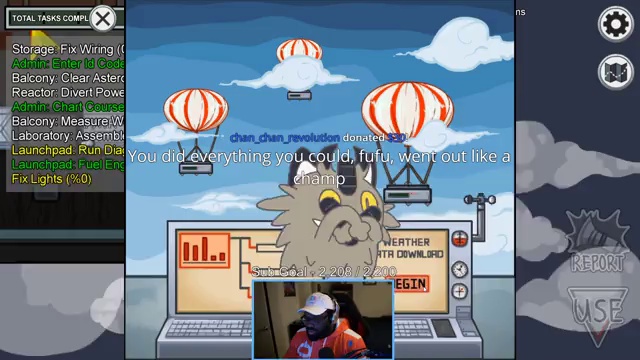 TOTAL TASKS COMPL
Storage: Fix Wiring (0
Admin: Enter Id Code
Balcony: Clear Astero
Reactor: Divert Powe
Admin: Chart Course
Balcony: Measure W
Laboratory: Assemble
Launchpad: Run Diag
Launchpad: Fuel Eng
Fix Lights (%0)
chan_chan_revolution donated
You did everything you could, fufu, went out like a
champ
WEATHER
DATA DOWNLOAD
BEGIN
Sub Goal - 2,208 / 2,300
REPORT
USE